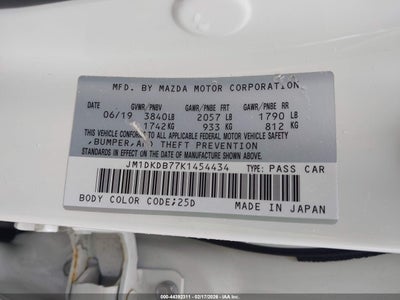 MFD. BY MAZDA MOTOR CORPORATION
DATE GVWR/PNBV GAWR/PNBE FRT GAWR/PNBE RR
06/19 3840LB 2057 LB 1790 LB
1742KG 933 KG 812 KG
THIS VEHICLE CONFORMS TO ALL APPLICABLE FEDERAL MOTOR VEHICLE SAFETY
,BUMPER,AND THEFT PREVENTION
STANDARDS IN EFFECT ON THE DATE OF MANUFACTURE SHOWN ABOVE.
JM1DKDB77K1454434 TYPE: PASS CAR
BODY COLOR CODE;25D MADE IN JAPAN
000-44392311 - 02/17/2026 - IAAI.COM